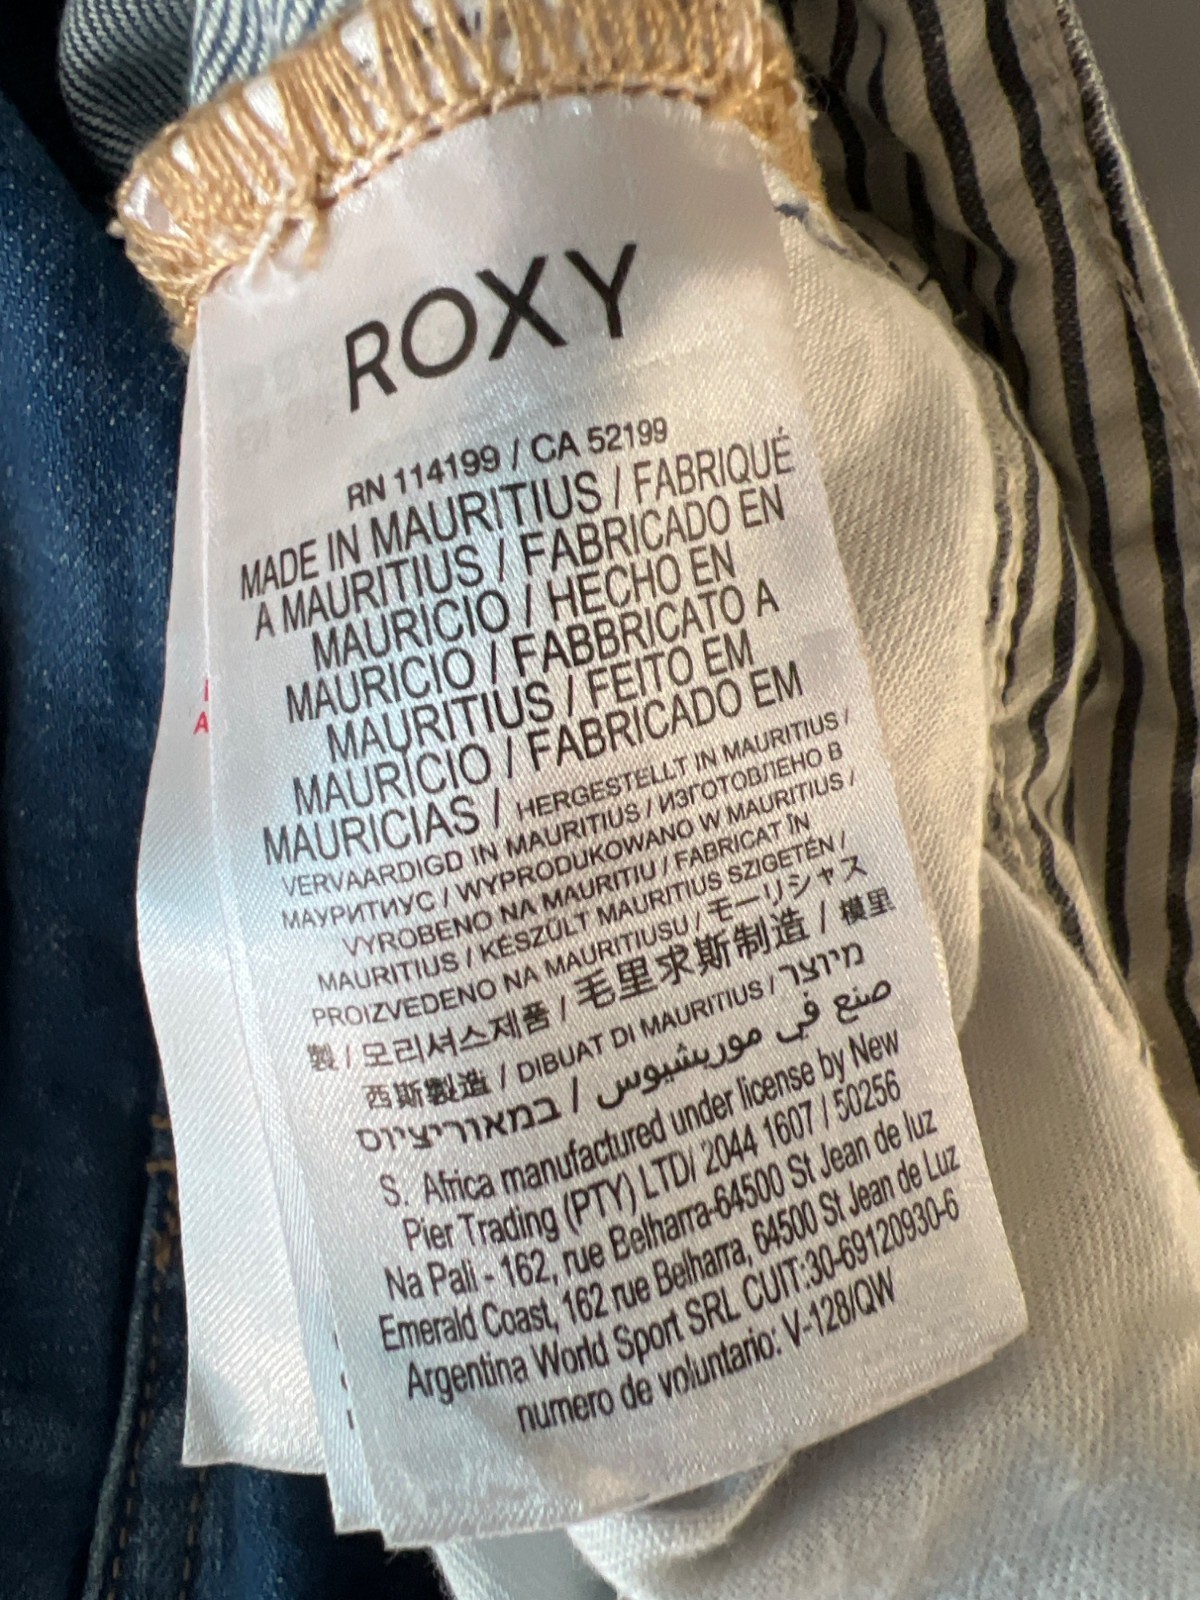 ROXY
RN 114199 / CA 52199
MADE IN MAURITIUS / FABRIQUÉ
A MAURITIUS / FABRICADO EN
MAURICIO / HECHO EN
MAURICIO / FABBRICATO A
MAURITIUS / FEITO EM
MAURICIO / FABRICADO EM
MAURICIAS / HERGESTELLT IN MAURITIUS /
VERVAARDIGD IN MAURITIUS / ИЗГОТОВЛЕНО В
МАУРИТИУС / WYPRODUKOWANO W MAURITIUS /
VYROBENO NA MAURITIU / FABRICAT ÎN
MAURITIUS / KÉSZÜLT MAURITIUS SZIGETÉN /
PROIZVEDENO NA MAURITIUSU / モーリシャス
製 / 모리셔스제품 / 毛里求斯制造 / 模里
西斯製造 / DIBUAT DI MAURITIUS / מיוצר
במאוריציוס / صنع في موريشيوس
S. Africa manufactured under license by New
Pier Trading (PTY) LTD/ 2044 1607 / 50256
Na Pali - 162, rue Belharra-64500 St Jean de luz
Emerald Coast, 162 rue Belharra, 64500 St Jean de Luz
Argentina World Sport SRL CUIT:30-69120930-6
numero de voluntario: V-128/QW